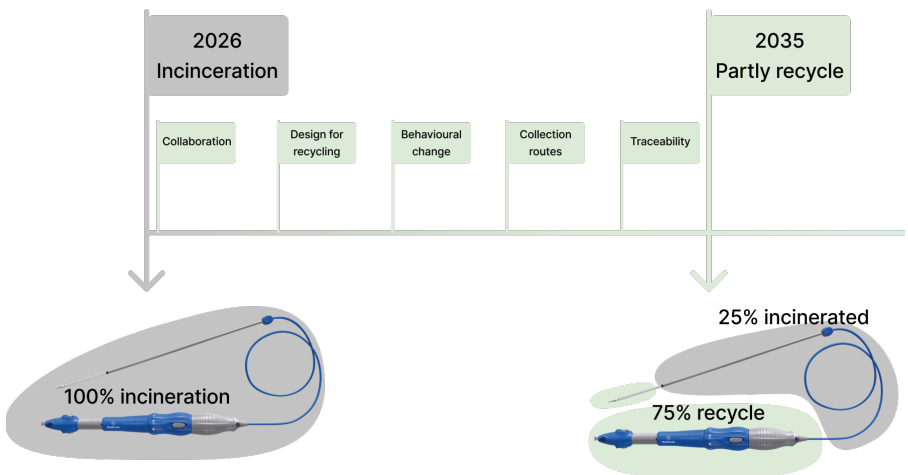 2026
Incinceration
2035
Partly recycle
Collaboration
Design for
recycling
Behavioural
change
Collection
routes
Traceability
100% incineration
25% incinerated
75% recycle